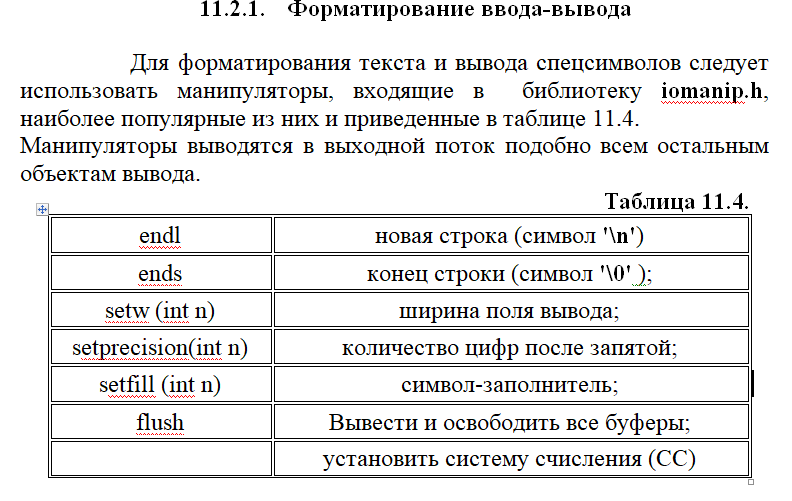 11.2.1. Форматирование ввода-вывода
Для форматирования текста и вывода спецсимволов следует
использовать манипуляторы, входящие в библиотеку iomanip.h,
наиболее популярные из них и приведенные в таблице 11.4.
Манипуляторы выводятся в выходной поток подобно всем остальным
объектам вывода.
Таблица 11.4.
endl новая строка (символ '\n')
ends конец строки (символ '\0' );
setw (int n) ширина поля вывода;
setprecision(int n) количество цифр после запятой;
setfill (int n) символ-заполнитель;
flush Вывести и освободить все буферы;
установить систему счисления (СС)